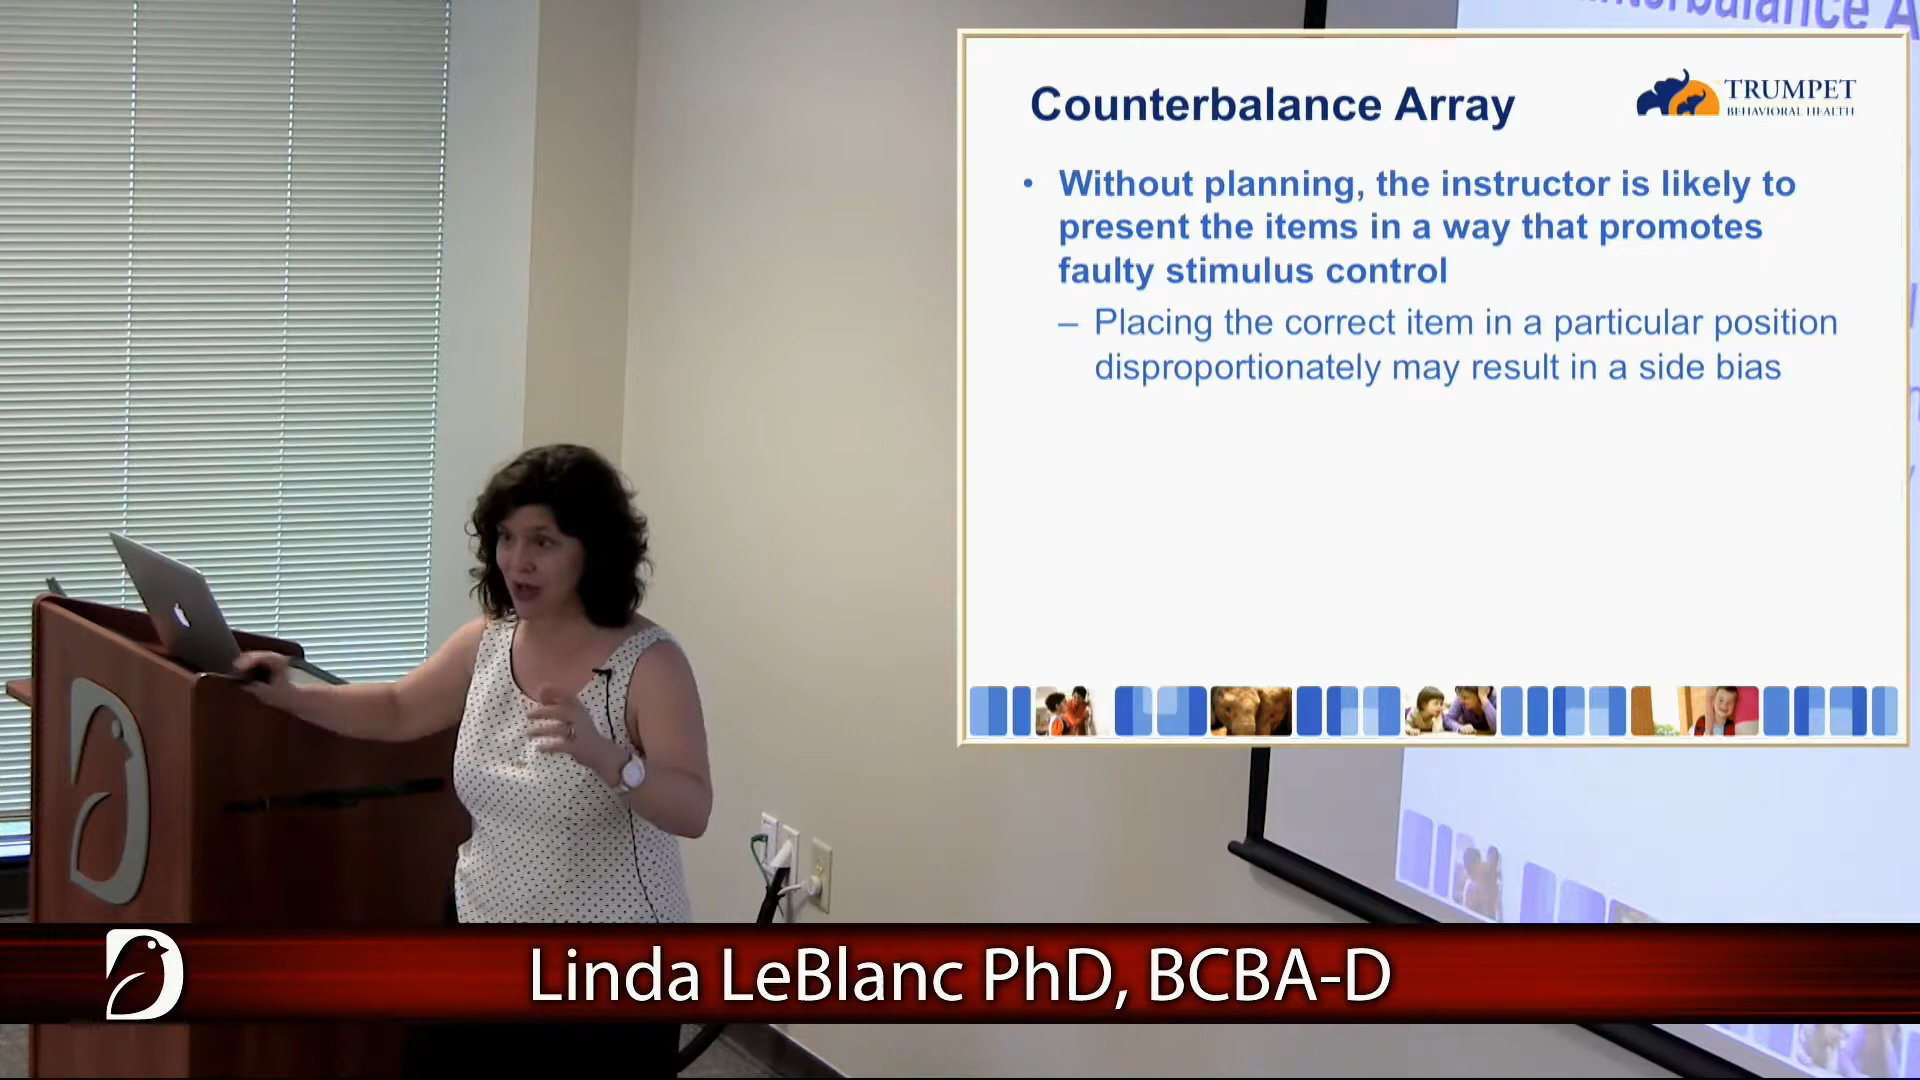 Counterbalance Array
TRUMPET
BEHAVIORAL HEALTH
• Without planning, the instructor is likely to
present the items in a way that promotes
faulty stimulus control
– Placing the correct item in a particular position
disproportionately may result in a side bias
Linda LeBlanc PhD, BCBA-D